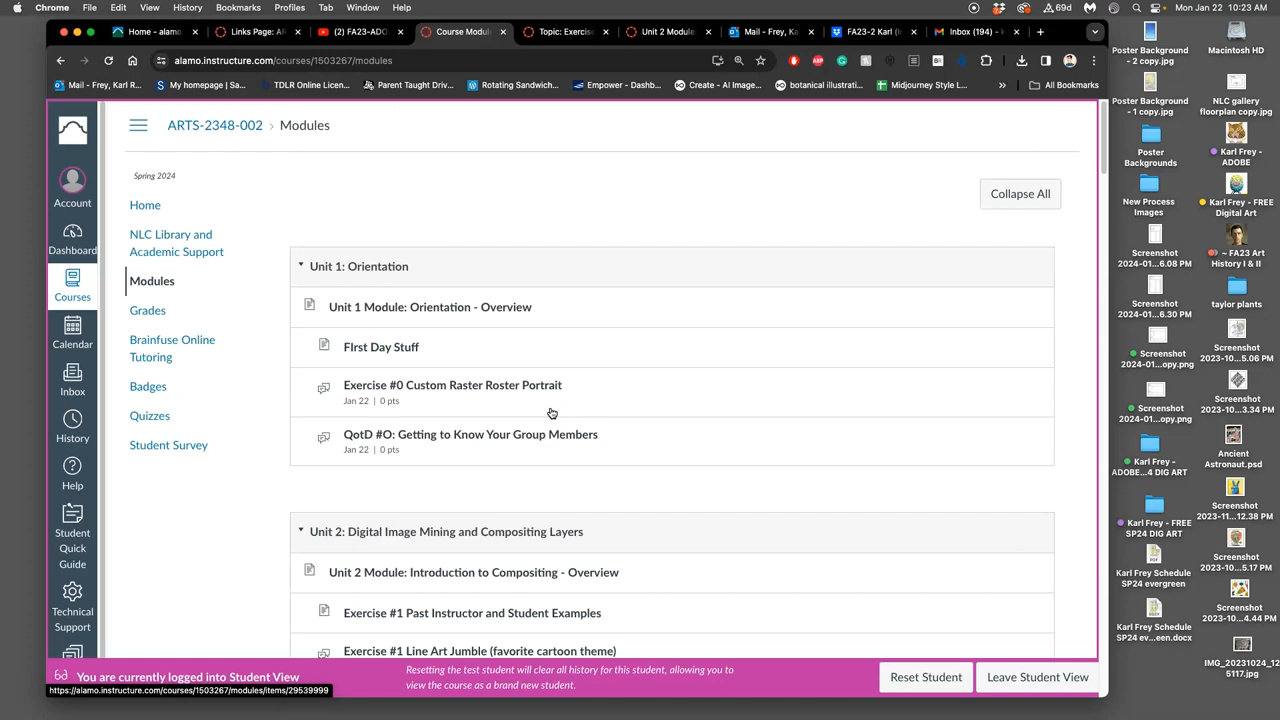 Chrome File Edit View History Bookmarks Profiles Tab Window Help
69d Mon Jan 22 10:23 AM
Home - alamo
Links Page: AR
(2) FA23-ADO
Course Modul
Topic: Exercis
Unit 2 Module
Mail - Frey, Ka
FA23-2 Karl (I
Inbox (194) - k
alamo.instructure.com/courses/1503267/modules
Mail - Frey, Karl R...
My homepage | Sa...
TDLR Online Licen...
Parent Taught Driv...
Rotating Sandwich...
Empower - Dashb...
Create - AI Image...
botanical illustrati...
Midjourney Style L...
»
All Bookmarks
ARTS-2348-002 › Modules
Account
Dashboard
Courses
Calendar
Inbox
History
Help
Student
Quick
Guide
Technical
Support
Spring 2024
Home
NLC Library and
Academic Support
Modules
Grades
Brainfuse Online
Tutoring
Badges
Quizzes
Student Survey
Collapse All
Unit 1: Orientation
Unit 1 Module: Orientation - Overview
FIrst Day Stuff
Exercise #0 Custom Raster Roster Portrait
Jan 22 | 0 pts
QotD #O: Getting to Know Your Group Members
Jan 22 | 0 pts
Unit 2: Digital Image Mining and Compositing Layers
Unit 2 Module: Introduction to Compositing - Overview
Exercise #1 Past Instructor and Student Examples
Exercise #1 Line Art Jumble (favorite cartoon theme)
You are currently logged into Student View
Resetting the test student will clear all history for this student, allowing you to
view the course as a brand new student.
Reset Student
Leave Student View
https://alamo.instructure.com/courses/1503267/modules/items/29539999
Poster Background
- 2 copy.jpg
Poster Background
- 1 copy.jpg
Poster
Backgrounds
New Process
Images
Screenshot
2024-01...6.08 PM
Screenshot
2024-01...6.30 PM
Screenshot
2024-01...opy.png
Screenshot
2024-01...opy.png
Karl Frey -
ADOBE...4 DIG ART
Karl Frey - FREE
SP24 DIG ART
Karl Frey Schedule
SP24 evergreen
Karl Frey Schedule
SP24 ev...een.docx
Macintosh HD
NLC gallery
floorplan copy.jpg
Karl Frey -
ADOBE
Karl Frey - FREE
Digital Art
~ FA23 Art
History I & II
taylor plants
Screenshot
2023-10...5.06 PM
Screenshot
2023-10...3.34 PM
Ancient
Astronaut.psd
Screenshot
2023-11...12.38 PM
Screenshot
2023-10...5.17 PM
Screenshot
2023-10...4.44 PM
IMG_20231024_12
5117.jpg